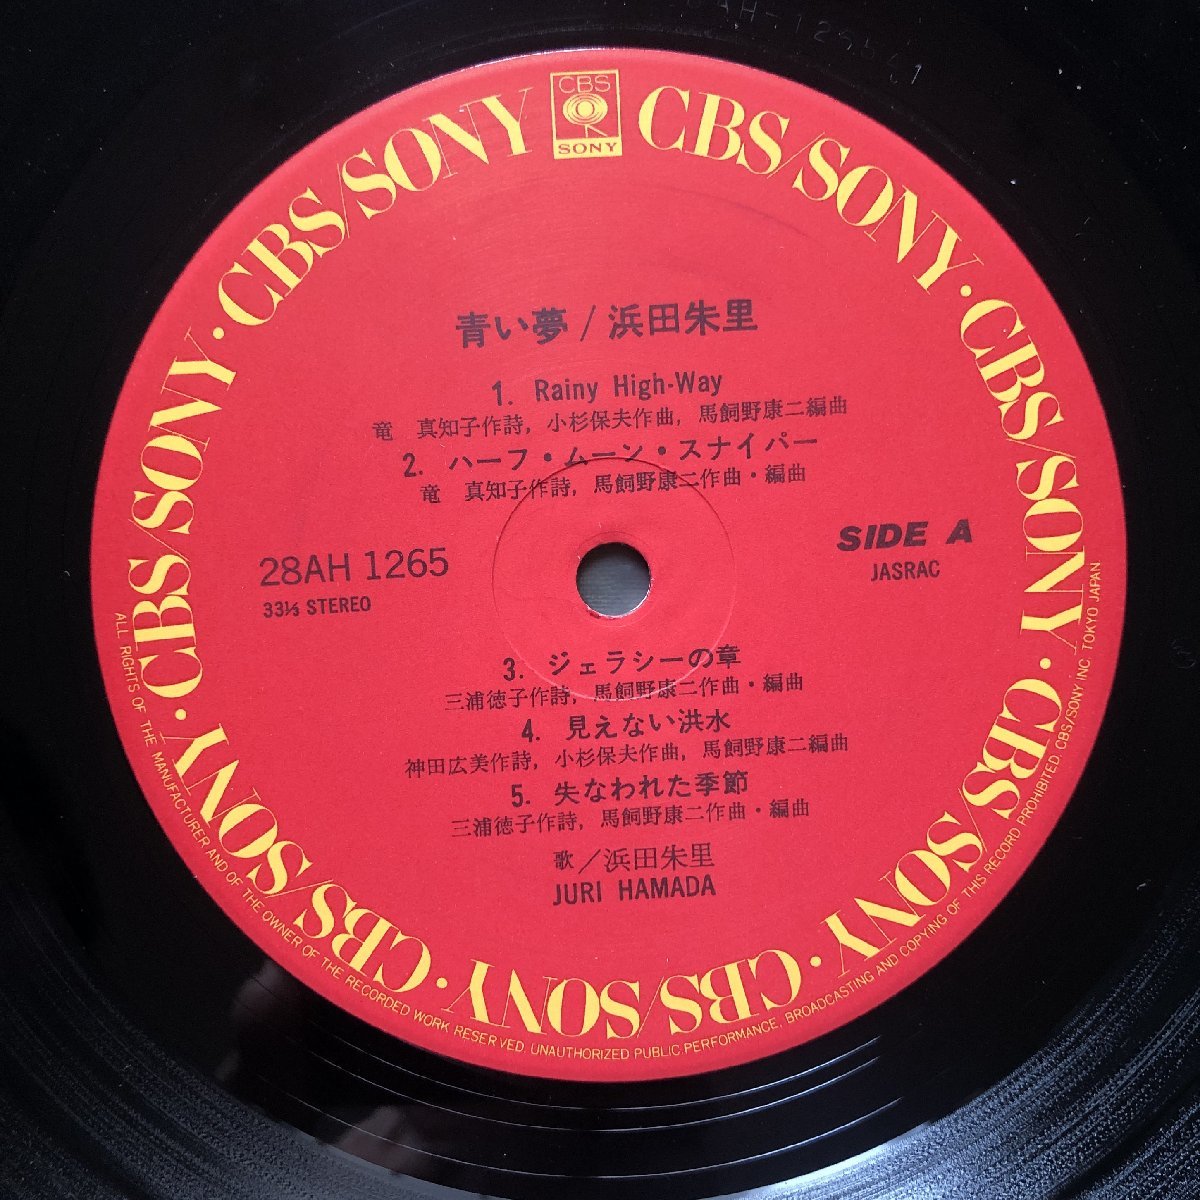 CBS
SONY
CBS/SONY · CBS/SONY · CBS/SONY · CBS/SONY · CBS/SONY · CBS/SONY · CBS/SONY · CBS/SONY
青い夢/浜田朱里
1. Rainy High-Way
竜 真知子作詩, 小杉保夫作曲, 馬飼野康二編曲
2. ハーフ・ムーン・スナイパー
竜 真知子作詩, 馬飼野康二作曲・編曲
28AH 1265
33⅓ STEREO
SIDE A
JASRAC
3. ジェラシーの章
三浦徳子作詩, 馬飼野康二作曲・編曲
4. 見えない洪水
神田広美作詩, 小杉保夫作曲, 馬飼野康二編曲
5. 失なわれた季節
三浦徳子作詩, 馬飼野康二作曲・編曲
歌/浜田朱里
JURI HAMADA
ALL RIGHTS OF THE MANUFACTURER AND OF THE OWNER OF THE RECORDED WORK RESERVED. UNAUTHORIZED PUBLIC PERFORMANCE, BROADCASTING AND COPYING OF THIS RECORD PROHIBITED. CBS/SONY INC. TOKYO JAPAN